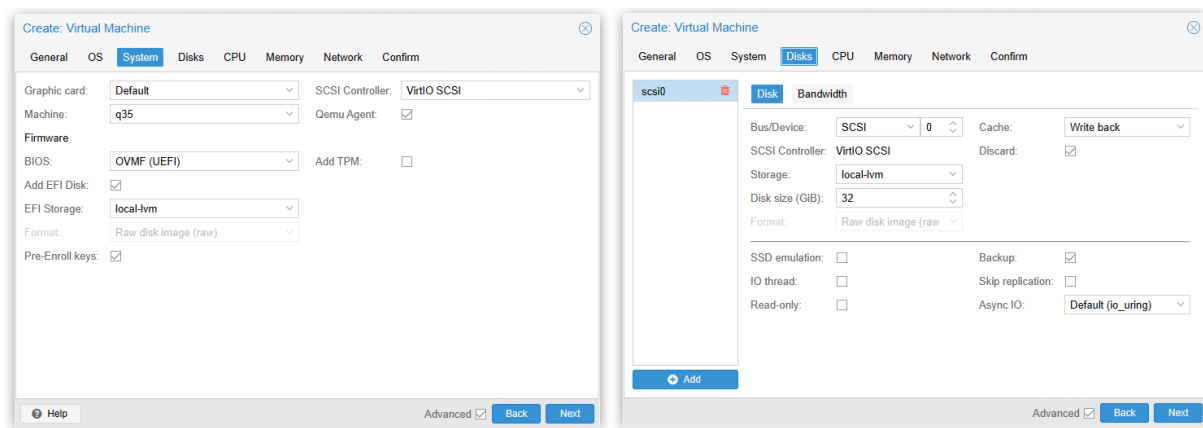 Create: Virtual Machine
General OS System Disks CPU Memory Network Confirm
Graphic card: Default SCSI Controller: VirtIO SCSI
Machine: q35 Qemu Agent:
Firmware
BIOS: OVMF (UEFI) Add TPM:
Add EFI Disk:
EFI Storage: local-lvm
Format: Raw disk image (raw)
Pre-Enroll keys:
Help Advanced Back Next
Create: Virtual Machine
General OS System Disks CPU Memory Network Confirm
scsi0 Disk Bandwidth
Bus/Device: SCSI 0 Cache: Write back
SCSI Controller: VirtIO SCSI Discard:
Storage: local-lvm
Disk size (GiB): 32
Format: Raw disk image (raw
SSD emulation: Backup:
IO thread: Skip replication:
Read-only: Async IO: Default (io_uring)
Add
Advanced Back Next